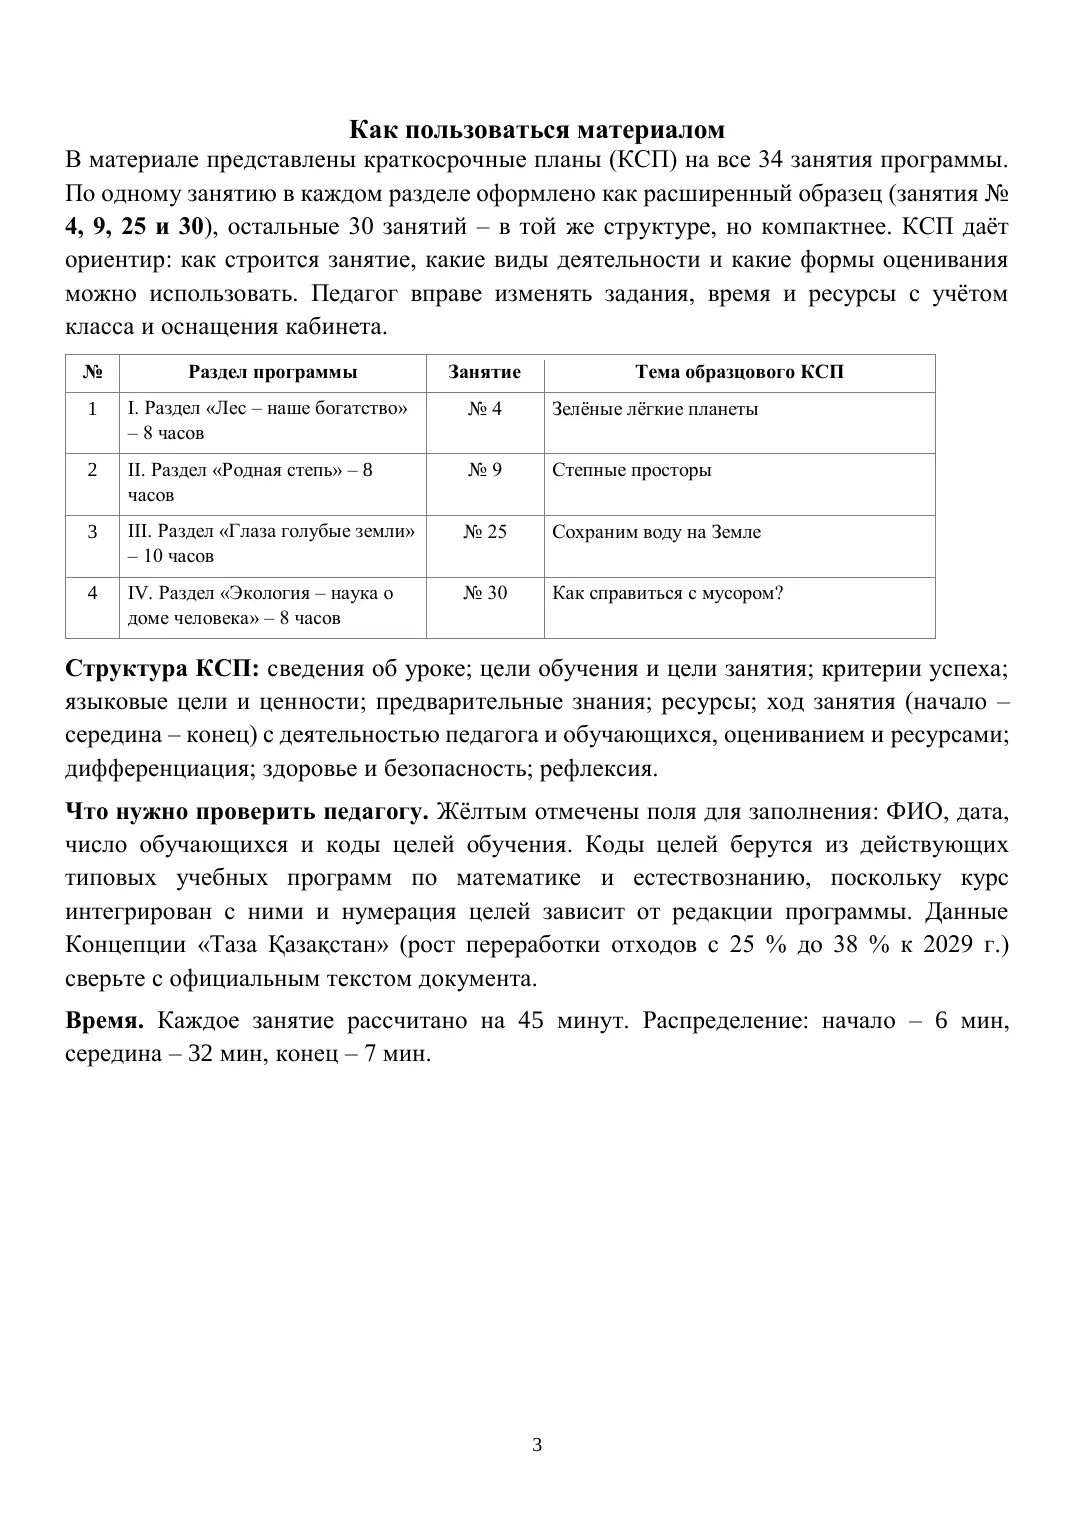 Как пользоваться материалом
В материале представлены краткосрочные планы (КСП) на все 34 занятия программы.
По одному занятию в каждом разделе оформлено как расширенный образец (занятия №
4, 9, 25 и 30), остальные 30 занятий – в той же структуре, но компактнее. КСП даёт
ориентир: как строится занятие, какие виды деятельности и какие формы оценивания
можно использовать. Педагог вправе изменять задания, время и ресурсы с учётом
класса и оснащения кабинета.
№ Раздел программы Занятие Тема образцового КСП
1 I. Раздел «Лес – наше богатство» № 4 Зелёные лёгкие планеты
– 8 часов
2 II. Раздел «Родная степь» – 8 № 9 Степные просторы
часов
3 III. Раздел «Глаза голубые земли» № 25 Сохраним воду на Земле
– 10 часов
4 IV. Раздел «Экология – наука о № 30 Как справиться с мусором?
доме человека» – 8 часов
Структура КСП: сведения об уроке; цели обучения и цели занятия; критерии успеха;
языковые цели и ценности; предварительные знания; ресурсы; ход занятия (начало –
середина – конец) с деятельностью педагога и обучающихся, оцениванием и ресурсами;
дифференциация; здоровье и безопасность; рефлексия.
Что нужно проверить педагогу. Жёлтым отмечены поля для заполнения: ФИО, дата,
число обучающихся и коды целей обучения. Коды целей берутся из действующих
типовых учебных программ по математике и естествознанию, поскольку курс
интегрирован с ними и нумерация целей зависит от редакции программы. Данные
Концепции «Таза Қазақстан» (рост переработки отходов с 25 % до 38 % к 2029 г.)
сверьте с официальным текстом документа.
Время. Каждое занятие рассчитано на 45 минут. Распределение: начало – 6 мин,
середина – 32 мин, конец – 7 мин.
3